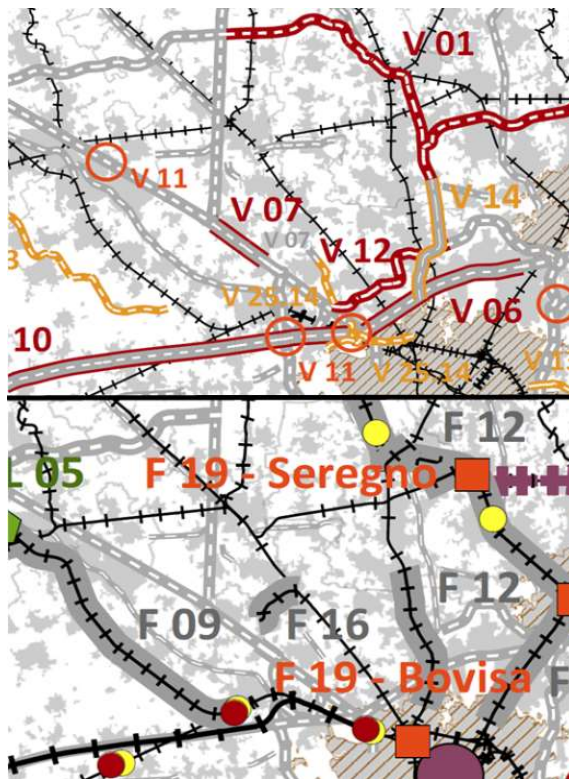 V 01
V 11
V 07
V 14
V 07
V 12
3
V 25.14
V 06
10
V 11
V 25.14
F 12
L 05
F 19 - Seregno
F 09
F 16
F 12
F 19 - Bovisa
F